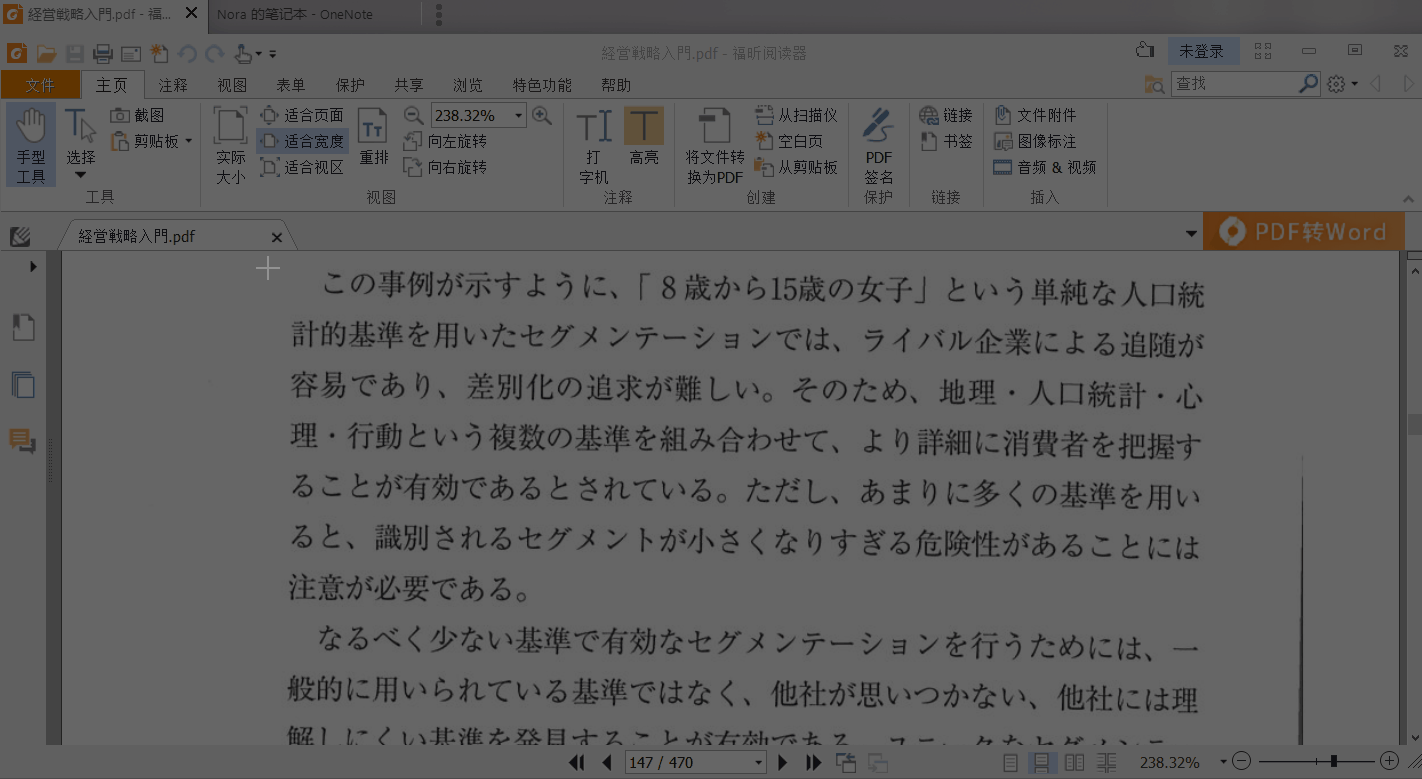 経営戦略入門.pdf - 福...
Nora 的笔记本 - OneNote
経営戦略入門.pdf - 福昕阅读器
未登录
文件 主页 注释 视图 表单 保护 共享 浏览 特色功能 帮助
查找
手型工具
选择
截图
剪贴板
工具
实际大小
适合页面
适合宽度
适合视区
重排
238.32%
向左旋转
向右旋转
视图
打字机
高亮
注释
将文件转换为PDF
从扫描仪
空白页
从剪贴板
创建
PDF签名
保护
链接
书签
链接
文件附件
图像标注
音频 & 视频
插入
経営戦略入門.pdf
PDF转Word
この事例が示すように、「8歳から15歳の女子」という単純な人口統
計的基準を用いたセグメンテーションでは、ライバル企業による追随が
容易であり、差別化の追求が難しい。そのため、地理・人口統計・心
理・行動という複数の基準を組み合わせて、より詳細に消費者を把握す
ることが有効であるとされている。ただし、あまりに多くの基準を用い
ると、識別されるセグメントが小さくなりすぎる危険性があることには
注意が必要である。
なるべく少ない基準で有効なセグメンテーションを行うためには、一
般的に用いられている基準ではなく、他社が思いつかない、他社には理
解しにくい基準を発見することが有効である。
147 / 470
238.32%